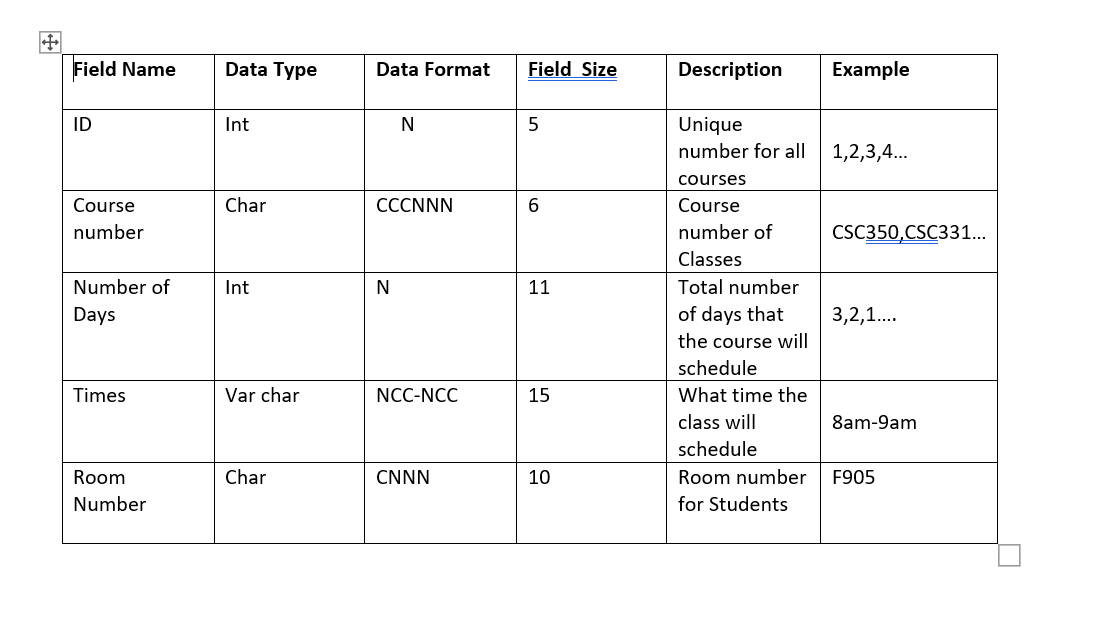 Field Name Data Type Data Format Field Size Description Example
ID Int N 5 Unique
number for all 1,2,3,4...
courses
Course Char CCCNNN 6 Course
number number of CSC350,CSC331...
Classes
Number of Int N 11 Total number
Days of days that 3,2,1....
the course will
schedule
Times Var char NCC-NCC 15 What time the
class will 8am-9am
schedule
Room Char CNNN 10 Room number F905
Number for Students